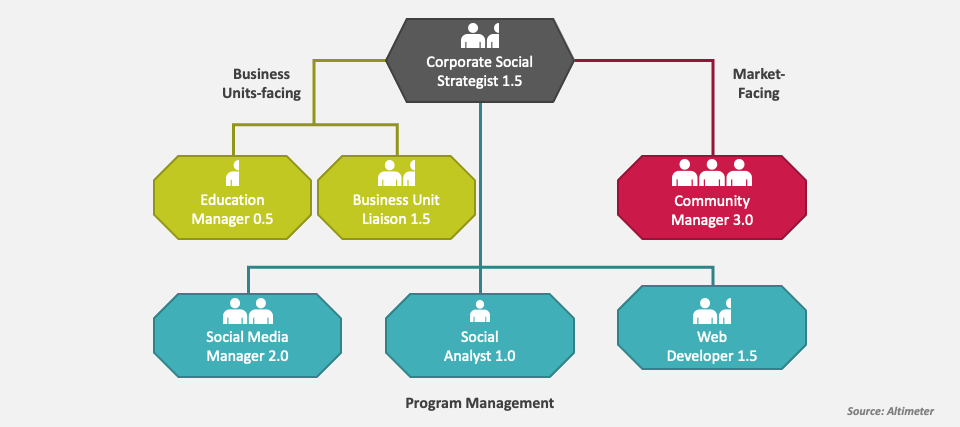 Corporate Social
Strategist 1.5
Business
Units-facing
Market-
Facing
Education
Manager 0.5
Business Unit
Liaison 1.5
Community
Manager 3.0
Social Media
Manager 2.0
Social
Analyst 1.0
Web
Developer 1.5
Program Management
Source: Altimeter